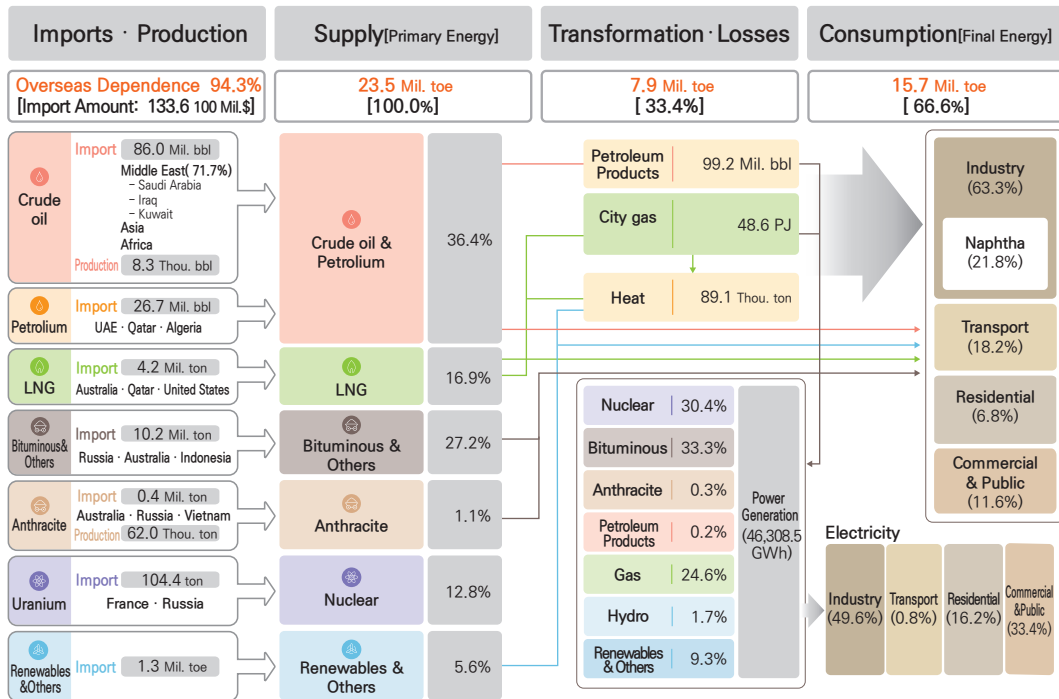 Imports · Production
Supply[Primary Energy]
Transformation · Losses
Consumption[Final Energy]
Overseas Dependence 94.3%
[Import Amount: 133.6 100 Mil.$]
23.5 Mil. toe
[100.0%]
7.9 Mil. toe
[ 33.4%]
15.7 Mil. toe
[ 66.6%]
Crude
oil
Import 86.0 Mil. bbl
Middle East( 71.7%)
– Saudi Arabia
– Iraq
– Kuwait
Asia
Africa
Production 8.3 Thou. bbl
Petrolium
Import 26.7 Mil. bbl
UAE · Qatar · Algeria
LNG
Import 4.2 Mil. ton
Australia · Qatar · United States
Bituminous&
Others
Import 10.2 Mil. ton
Russia · Australia · Indonesia
Anthracite
Import 0.4 Mil. ton
Australia · Russia · Vietnam
Production 62.0 Thou. ton
Uranium
Import 104.4 ton
France · Russia
Renewables
&Others
Import 1.3 Mil. toe
Crude oil &
Petrolium
36.4%
LNG
16.9%
Bituminous &
Others
27.2%
Anthracite
1.1%
Nuclear
12.8%
Renewables &
Others
5.6%
Petroleum
Products
99.2 Mil. bbl
City gas
48.6 PJ
Heat
89.1 Thou. ton
Nuclear 30.4%
Bituminous 33.3%
Anthracite 0.3%
Petroleum
Products
0.2%
Gas 24.6%
Hydro 1.7%
Renewables
& Others
9.3%
Power
Generation
(46,308.5
GWh)
Industry
(63.3%)
Naphtha
(21.8%)
Transport
(18.2%)
Residential
(6.8%)
Commercial
& Public
(11.6%)
Electricity
Industry
(49.6%)
Transport
(0.8%)
Residential
(16.2%)
Commercial
&Public
(33.4%)